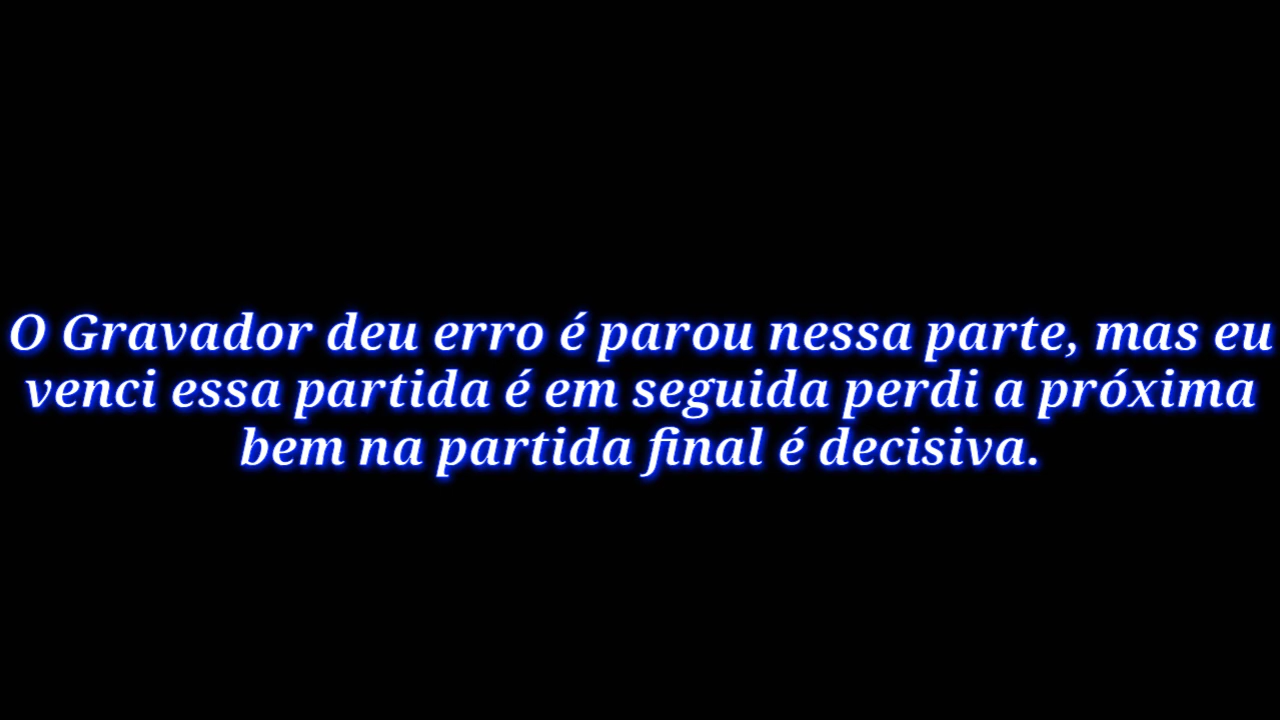 O Gravador deu erro é parou nessa parte, mas eu
venci essa partida é em seguida perdi a próxima
bem na partida final é decisiva.